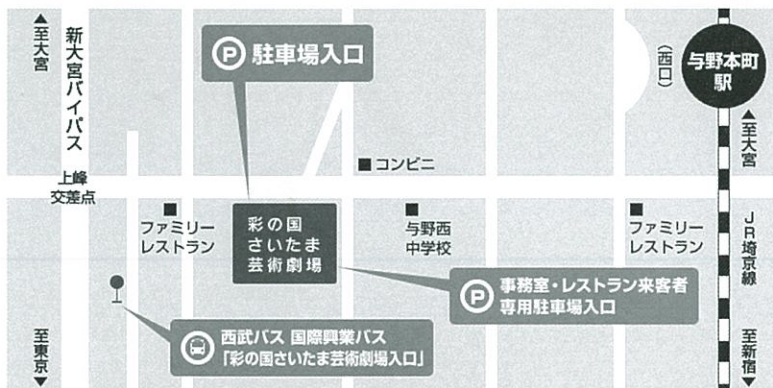 ▲至大宮
新大宮バイパス
P 駐車場入口
(西口)
与野本町
駅
▲至大宮
コンビニ
上峰
交差点
ファミリー
レストラン
彩の国
さいたま
芸術劇場
与野西
中学校
ファミリー
レストラン
JR埼京線
P 事務室・レストラン来客者
専用駐車場入口
西武バス 国際興業バス
「彩の国さいたま芸術劇場入口」
至東京▼
至新宿▼